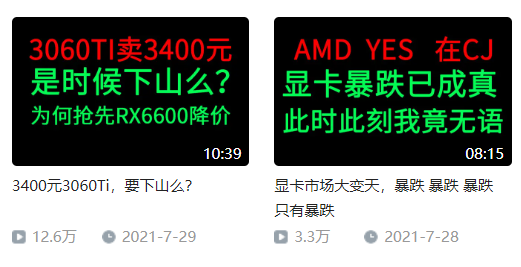 3060TI卖3400元
是时候下山么?
为何抢先RX6600降价
10:39
3400元3060Ti，要下山么?
12.6万
2021-7-29
AMD YES 在CJ
显卡暴跌已成真
此时此刻我竟无语
08:15
显卡市场大变天，暴跌 暴跌 暴跌
只有暴跌
3.3万
2021-7-28